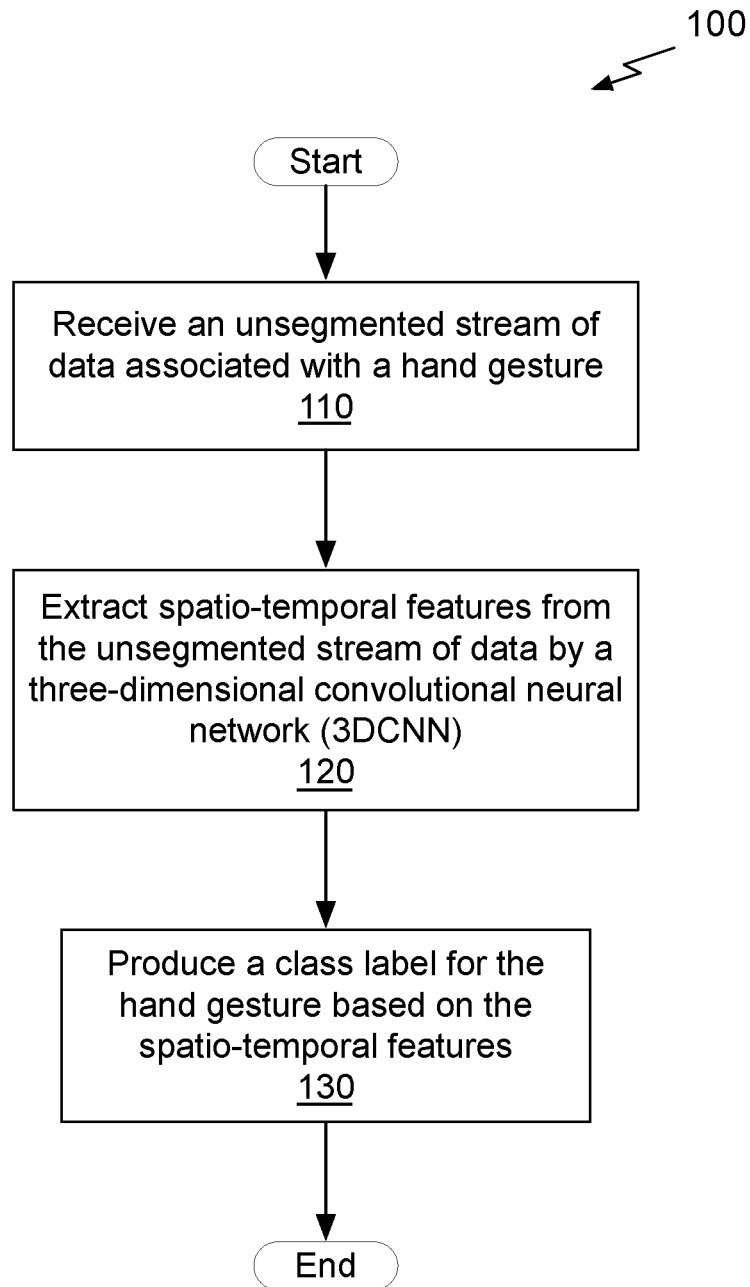 100
Start
Receive an unsegmented stream of
data associated with a hand gesture
110
Extract spatio-temporal features from
the unsegmented stream of data by a
three-dimensional convolutional neural
network (3DCNN)
120
Produce a class label for the
hand gesture based on the
spatio-temporal features
130
End